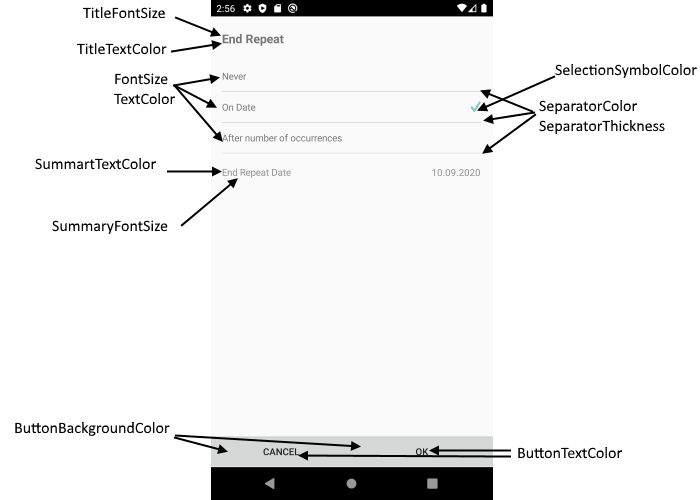 TitleFontSize
2:56
End Repeat
TitleTextColor
SelectionSymbolColor
FontSize
TextColor
Never
On Date
SeparatorColor
SeparatorThickness
After number of occurrences
SummartTextColor
End Repeat Date 10.09.2020
SummaryFontSize
ButtonBackgroundColor
CANCEL OK
ButtonTextColor